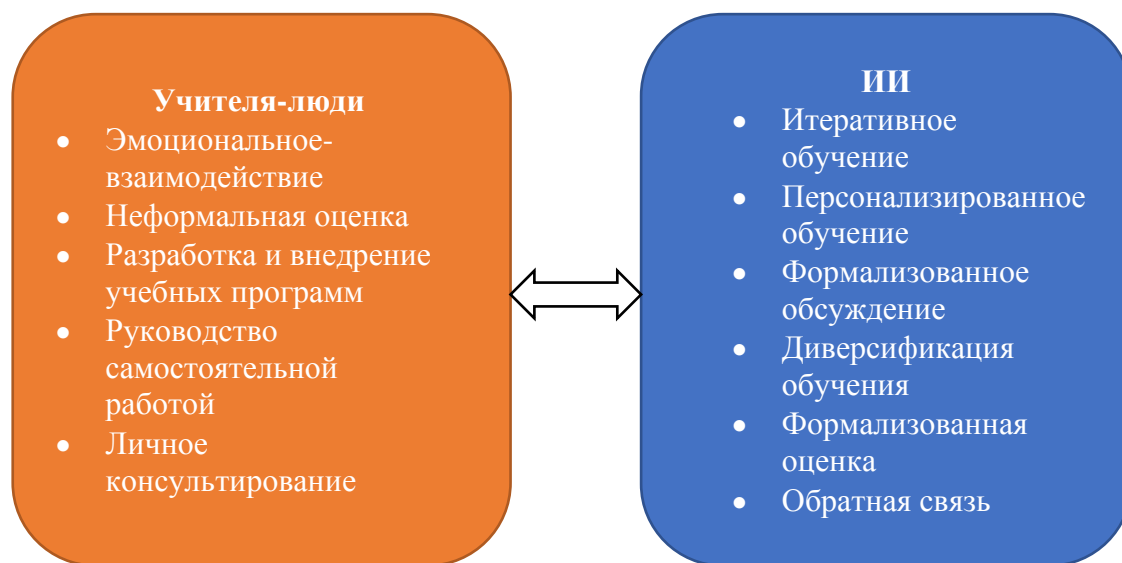 Учителя-люди
Эмоциональное-
взаимодействие
Неформальная оценка
Разработка и внедрение
учебных программ
Руководство
самостоятельной
работой
Личное
консультирование
ИИ
Итеративное
обучение
Персонализированное
обучение
Формализованное
обсуждение
Диверсификация
обучения
Формализованная
оценка
Обратная связь